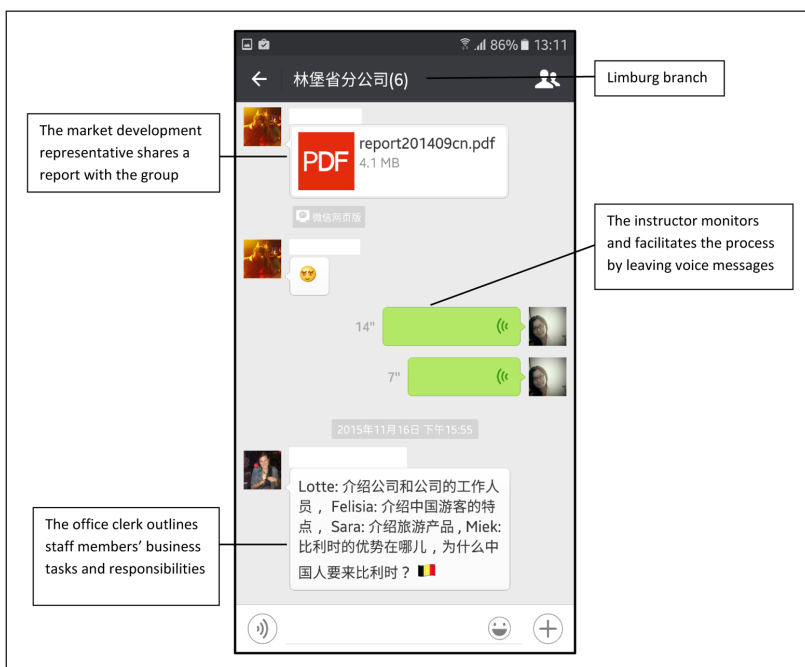 86% 13:11
林堡省分公司(6)
Limburg branch
The market development
representative shares a
report with the group
PDF
report201409cn.pdf
4.1 MB
微信网页版
The instructor monitors
and facilitates the process
by leaving voice messages
14"
7"
2015年11月16日 下午15:55
Lotte: 介绍公司和公司的工作人
员，Felisia: 介绍中国游客的特
点，Sara: 介绍旅游产品，Miek:
比利时的优势在哪儿，为什么中
国人要来比利时？
The office clerk outlines
staff members’ business
tasks and responsibilities